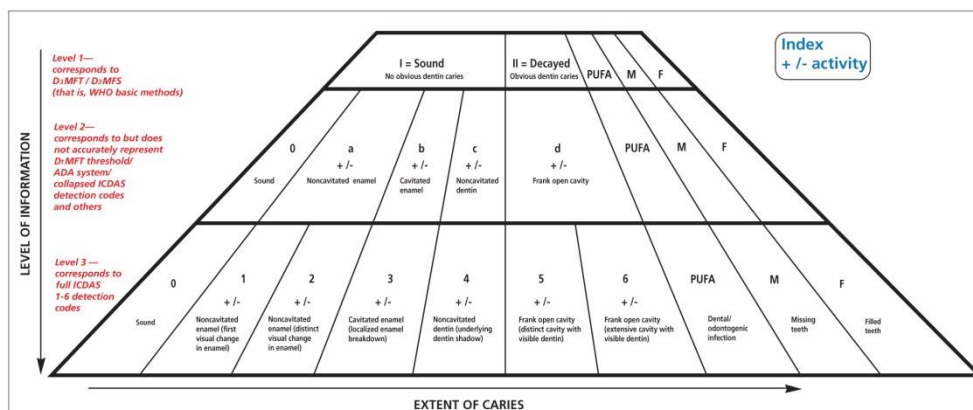 Level 1—
corresponds to
D3MFT / D3MFS
(that is, WHO basic methods)
I = Sound
No obvious dentin caries
II = Decayed
Obvious dentin caries
PUFA
M
F
Index
+ /- activity
Level 2—
corresponds to but does
not accurately represent
D1MFT threshold/
ADA system/
collapsed ICDAS
detection codes
and others
0
Sound
a
+ /-
Noncavitated enamel
b
+ /-
Cavitated
enamel
c
+ /-
Noncavitated
dentin
d
+ /-
Frank open cavity
PUFA
M
F
Level 3 —
corresponds to
full ICDAS
1-6 detection
codes
0
Sound
1
+ /-
Noncavitated
enamel (first
visual change
in enamel)
2
+ /-
Noncavitated
enamel (distinct
visual change
in enamel)
3
+ /-
Cavitated enamel
(localized enamel
breakdown)
4
+ /-
Noncavitated
dentin (underlying
dentin shadow)
5
+ /-
Frank open cavity
(distinct cavity with
visible dentin)
6
+ /-
Frank open cavity
(extensive cavity with
visible dentin)
PUFA
Dental/
odontogenic
infection
M
Missing
teeth
F
Filled
teeth
LEVEL OF INFORMATION
EXTENT OF CARIES